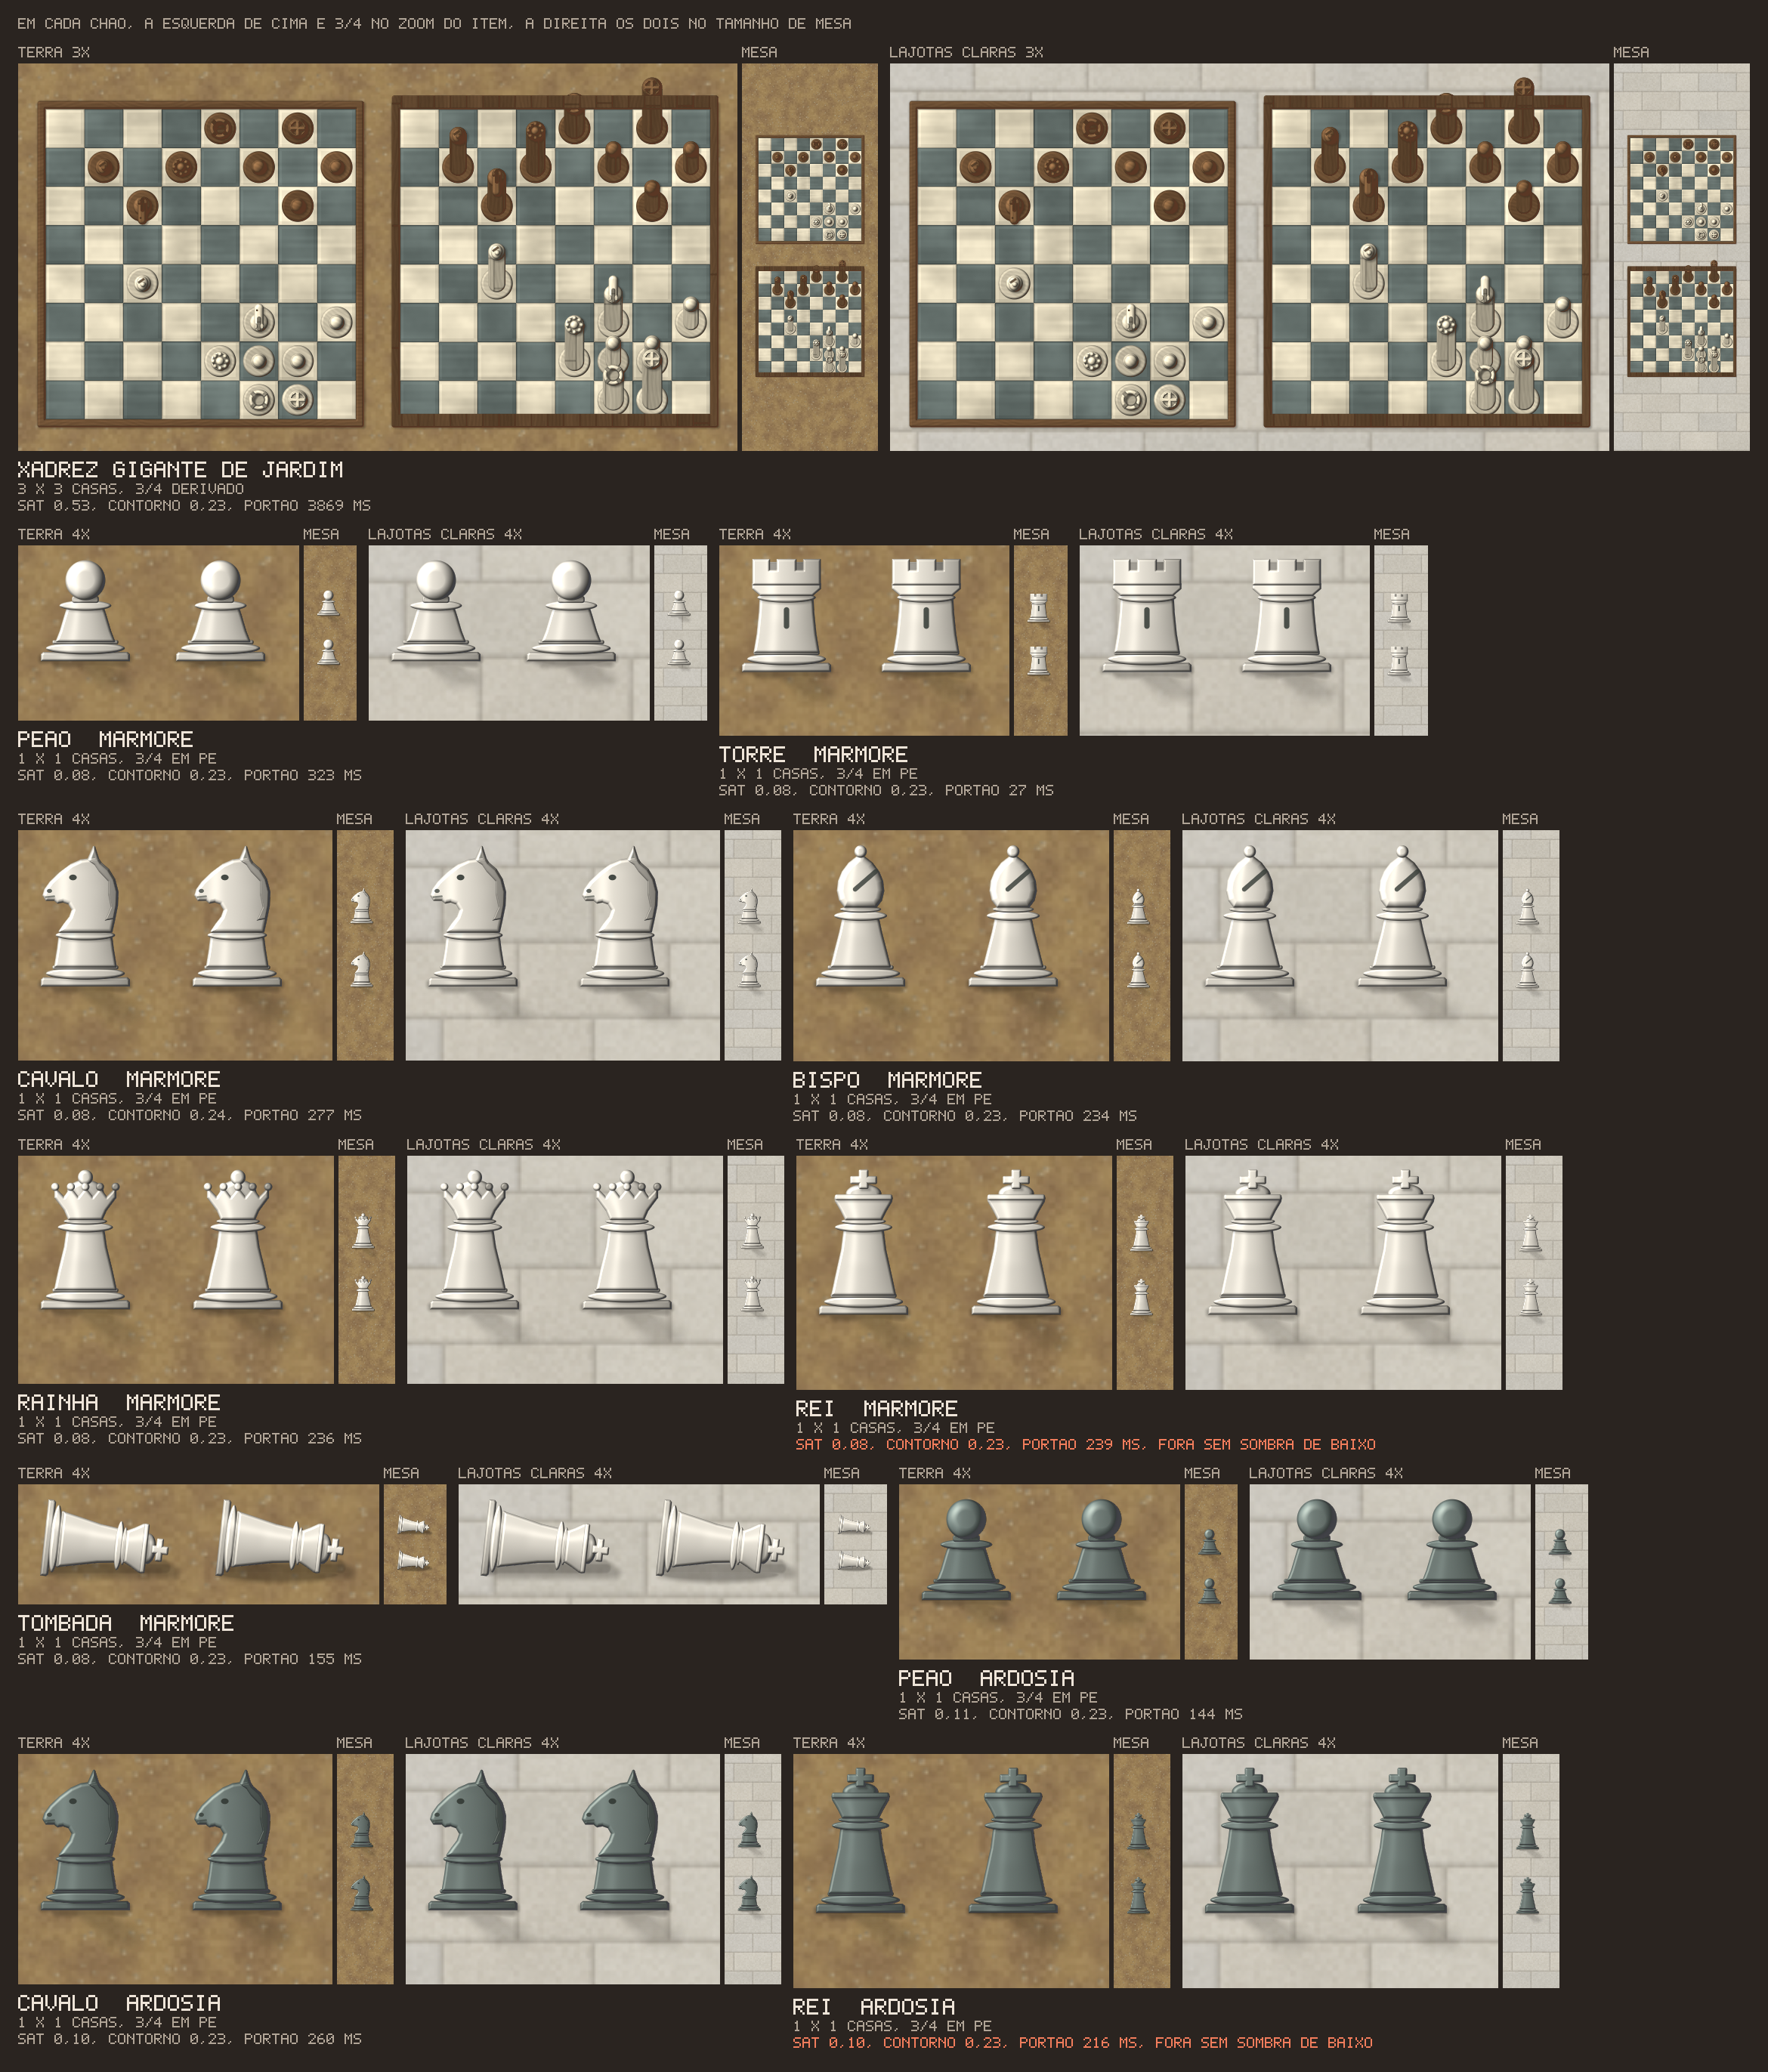 EM CADA CHAO, A ESQUERDA DE CIMA E 3/4 NO ZOOM DO ITEM, A DIREITA OS DOIS NO TAMANHO DE MESA
TERRA 3X
MESA
LAJOTAS CLARAS 3X
MESA
XADREZ GIGANTE DE JARDIM
3 X 3 CASAS, 3/4 DERIVADO
SAT 0,53, CONTORNO 0,23, PORTAO 3869 MS
TERRA 4X
MESA
LAJOTAS CLARAS 4X
MESA
TERRA 4X
MESA
LAJOTAS CLARAS 4X
MESA
PEAO MARMORE
1 X 1 CASAS, 3/4 EM PE
SAT 0,08, CONTORNO 0,23, PORTAO 323 MS
TORRE MARMORE
1 X 1 CASAS, 3/4 EM PE
SAT 0,08, CONTORNO 0,23, PORTAO 27 MS
TERRA 4X
MESA
LAJOTAS CLARAS 4X
MESA
TERRA 4X
MESA
LAJOTAS CLARAS 4X
MESA
CAVALO MARMORE
1 X 1 CASAS, 3/4 EM PE
SAT 0,08, CONTORNO 0,24, PORTAO 277 MS
BISPO MARMORE
1 X 1 CASAS, 3/4 EM PE
SAT 0,08, CONTORNO 0,23, PORTAO 234 MS
TERRA 4X
MESA
LAJOTAS CLARAS 4X
MESA
TERRA 4X
MESA
LAJOTAS CLARAS 4X
MESA
RAINHA MARMORE
1 X 1 CASAS, 3/4 EM PE
SAT 0,08, CONTORNO 0,23, PORTAO 236 MS
REI MARMORE
1 X 1 CASAS, 3/4 EM PE
SAT 0,08, CONTORNO 0,23, PORTAO 239 MS, FORA SEM SOMBRA DE BAIXO
TERRA 4X
MESA
LAJOTAS CLARAS 4X
MESA
TERRA 4X
MESA
LAJOTAS CLARAS 4X
MESA
TOMBADA MARMORE
1 X 1 CASAS, 3/4 EM PE
SAT 0,08, CONTORNO 0,23, PORTAO 155 MS
PEAO ARDOSIA
1 X 1 CASAS, 3/4 EM PE
SAT 0,11, CONTORNO 0,23, PORTAO 144 MS
TERRA 4X
MESA
LAJOTAS CLARAS 4X
MESA
TERRA 4X
MESA
LAJOTAS CLARAS 4X
MESA
CAVALO ARDOSIA
1 X 1 CASAS, 3/4 EM PE
SAT 0,10, CONTORNO 0,23, PORTAO 260 MS
REI ARDOSIA
1 X 1 CASAS, 3/4 EM PE
SAT 0,10, CONTORNO 0,23, PORTAO 216 MS, FORA SEM SOMBRA DE BAIXO